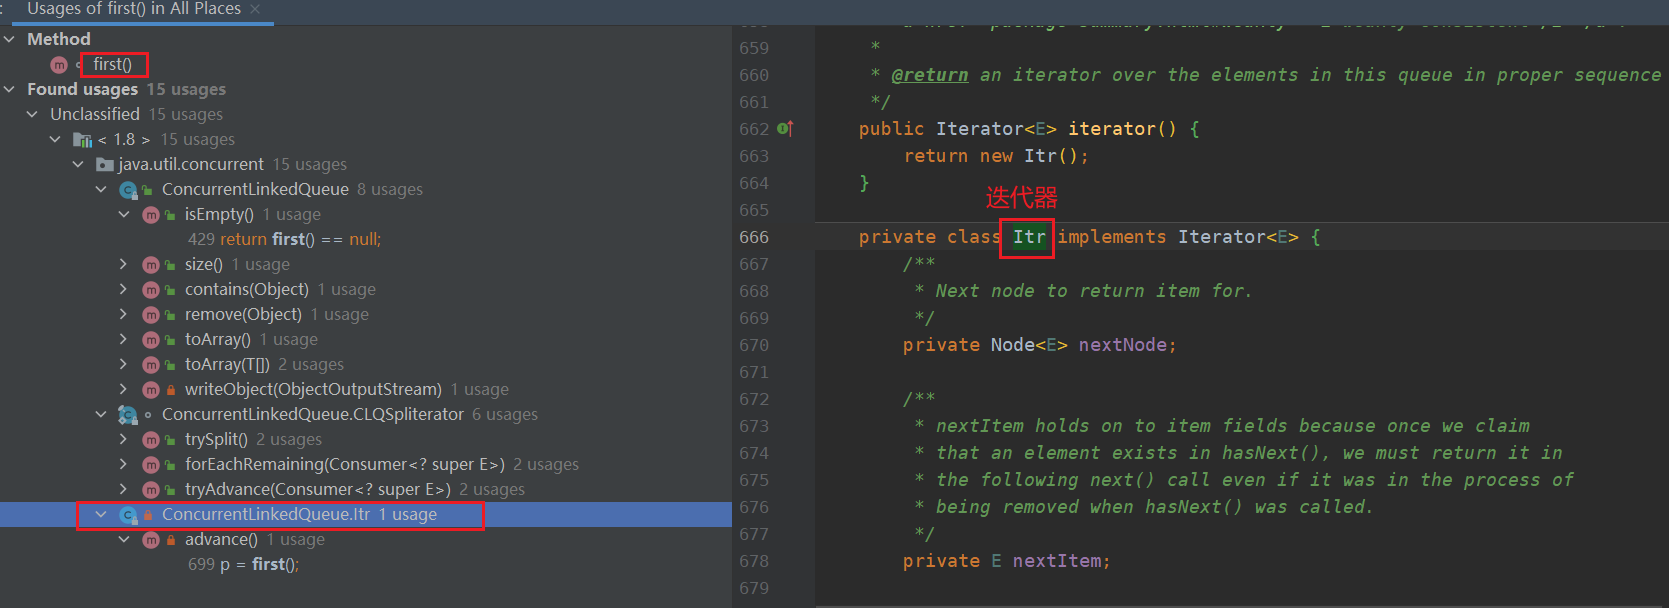 Usages of first() in All Places
Method
first()
Found usages 15 usages
Unclassified 15 usages
< 1.8 > 15 usages
java.util.concurrent 15 usages
ConcurrentLinkedQueue 8 usages
isEmpty() 1 usage
429 return first() == null;
size() 1 usage
contains(Object) 1 usage
remove(Object) 1 usage
toArray() 1 usage
toArray(T[]) 2 usages
writeObject(ObjectOutputStream) 1 usage
ConcurrentLinkedQueue.CLQSpliterator 6 usages
trySplit() 2 usages
forEachRemaining(Consumer<? super E>) 2 usages
tryAdvance(Consumer<? super E>) 2 usages
ConcurrentLinkedQueue.Itr 1 usage
advance() 1 usage
699 p = first();
659 *
660 * @return an iterator over the elements in this queue in proper sequence
661 */
662 public Iterator<E> iterator() {
663 return new Itr();
664 }
665
迭代器
666 private class Itr implements Iterator<E> {
667 /**
668 * Next node to return item for.
669 */
670 private Node<E> nextNode;
671
672 /**
673 * nextItem holds on to item fields because once we claim
674 * that an element exists in hasNext(), we must return it in
675 * the following next() call even if it was in the process of
676 * being removed when hasNext() was called.
677 */
678 private E nextItem;
679